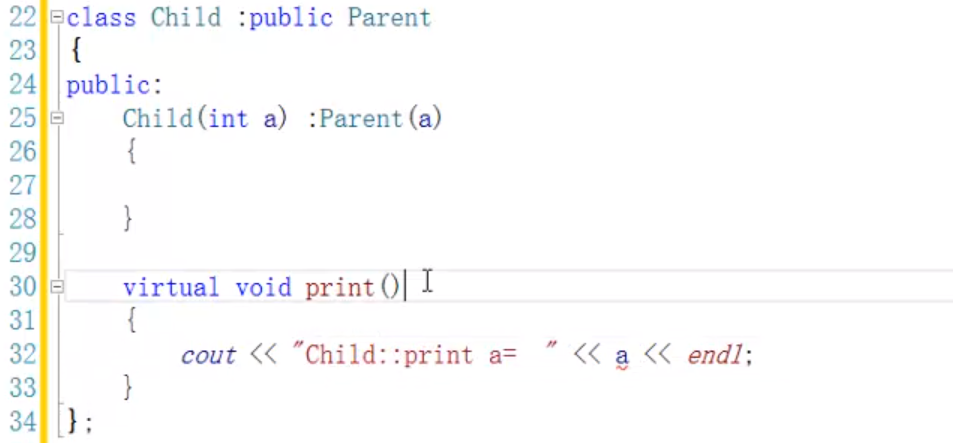 22 class Child :public Parent
23 {
24 public:
25     Child(int a) :Parent(a)
26     {
27
28     }
29
30     virtual void print()
31     {
32         cout << "Child::print a=  " << a << endl;
33     }
34 };